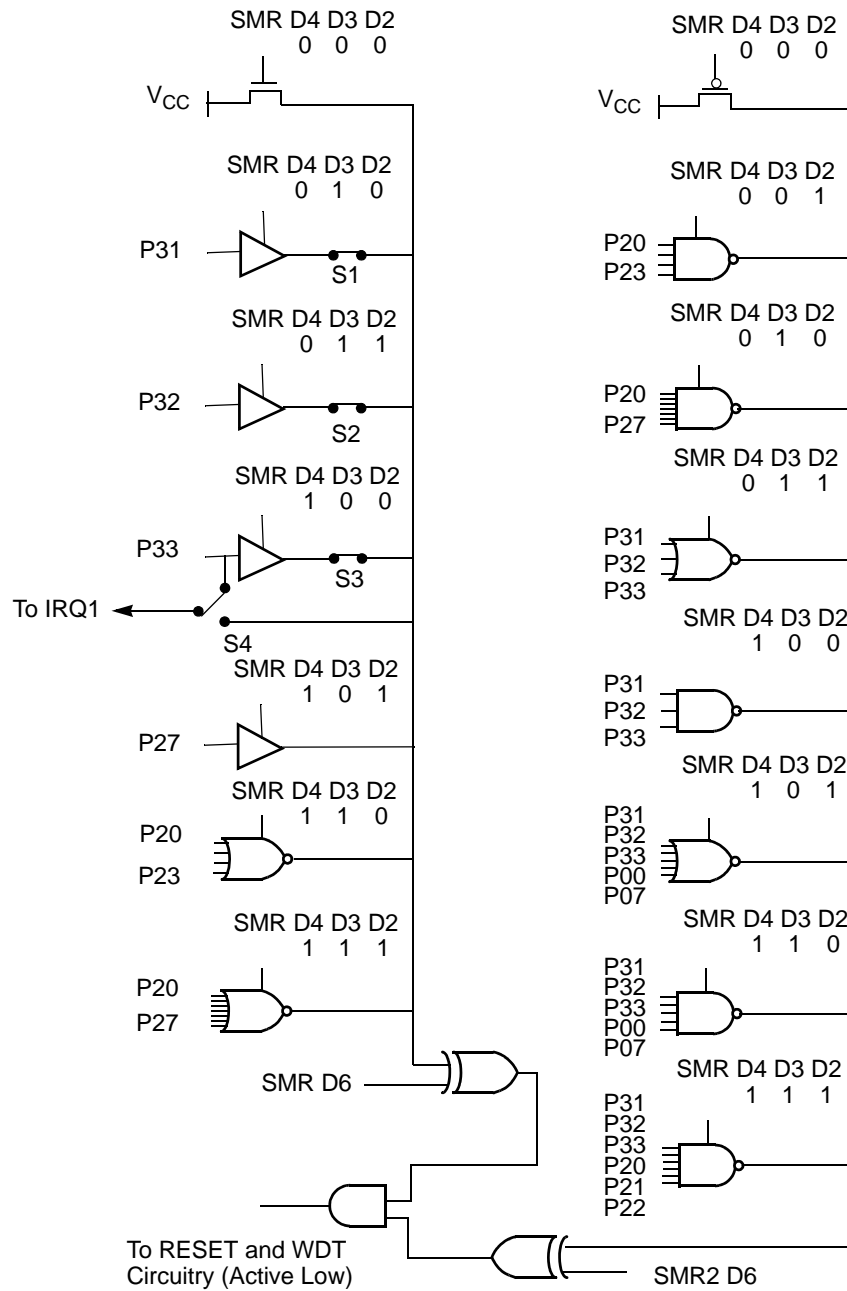 SMR D4 D3 D2
0 0 0
VCC
SMR D4 D3 D2
0 1 0
P31
S1
SMR D4 D3 D2
0 1 1
P32
S2
SMR D4 D3 D2
1 0 0
P33
S3
To IRQ1
S4
SMR D4 D3 D2
1 0 1
P27
SMR D4 D3 D2
1 1 0
P20
P23
SMR D4 D3 D2
1 1 1
P20
P27
SMR D6
To RESET and WDT
Circuitry (Active Low)
SMR D4 D3 D2
0 0 0
VCC
SMR D4 D3 D2
0 0 1
P20
P23
SMR D4 D3 D2
0 1 0
P20
P27
SMR D4 D3 D2
0 1 1
P31
P32
P33
SMR D4 D3 D2
1 0 0
P31
P32
P33
SMR D4 D3 D2
1 0 1
P31
P32
P33
P00
P07
SMR D4 D3 D2
1 1 0
P31
P32
P33
P00
P07
SMR D4 D3 D2
1 1 1
P31
P32
P33
P20
P21
P22
SMR2 D6